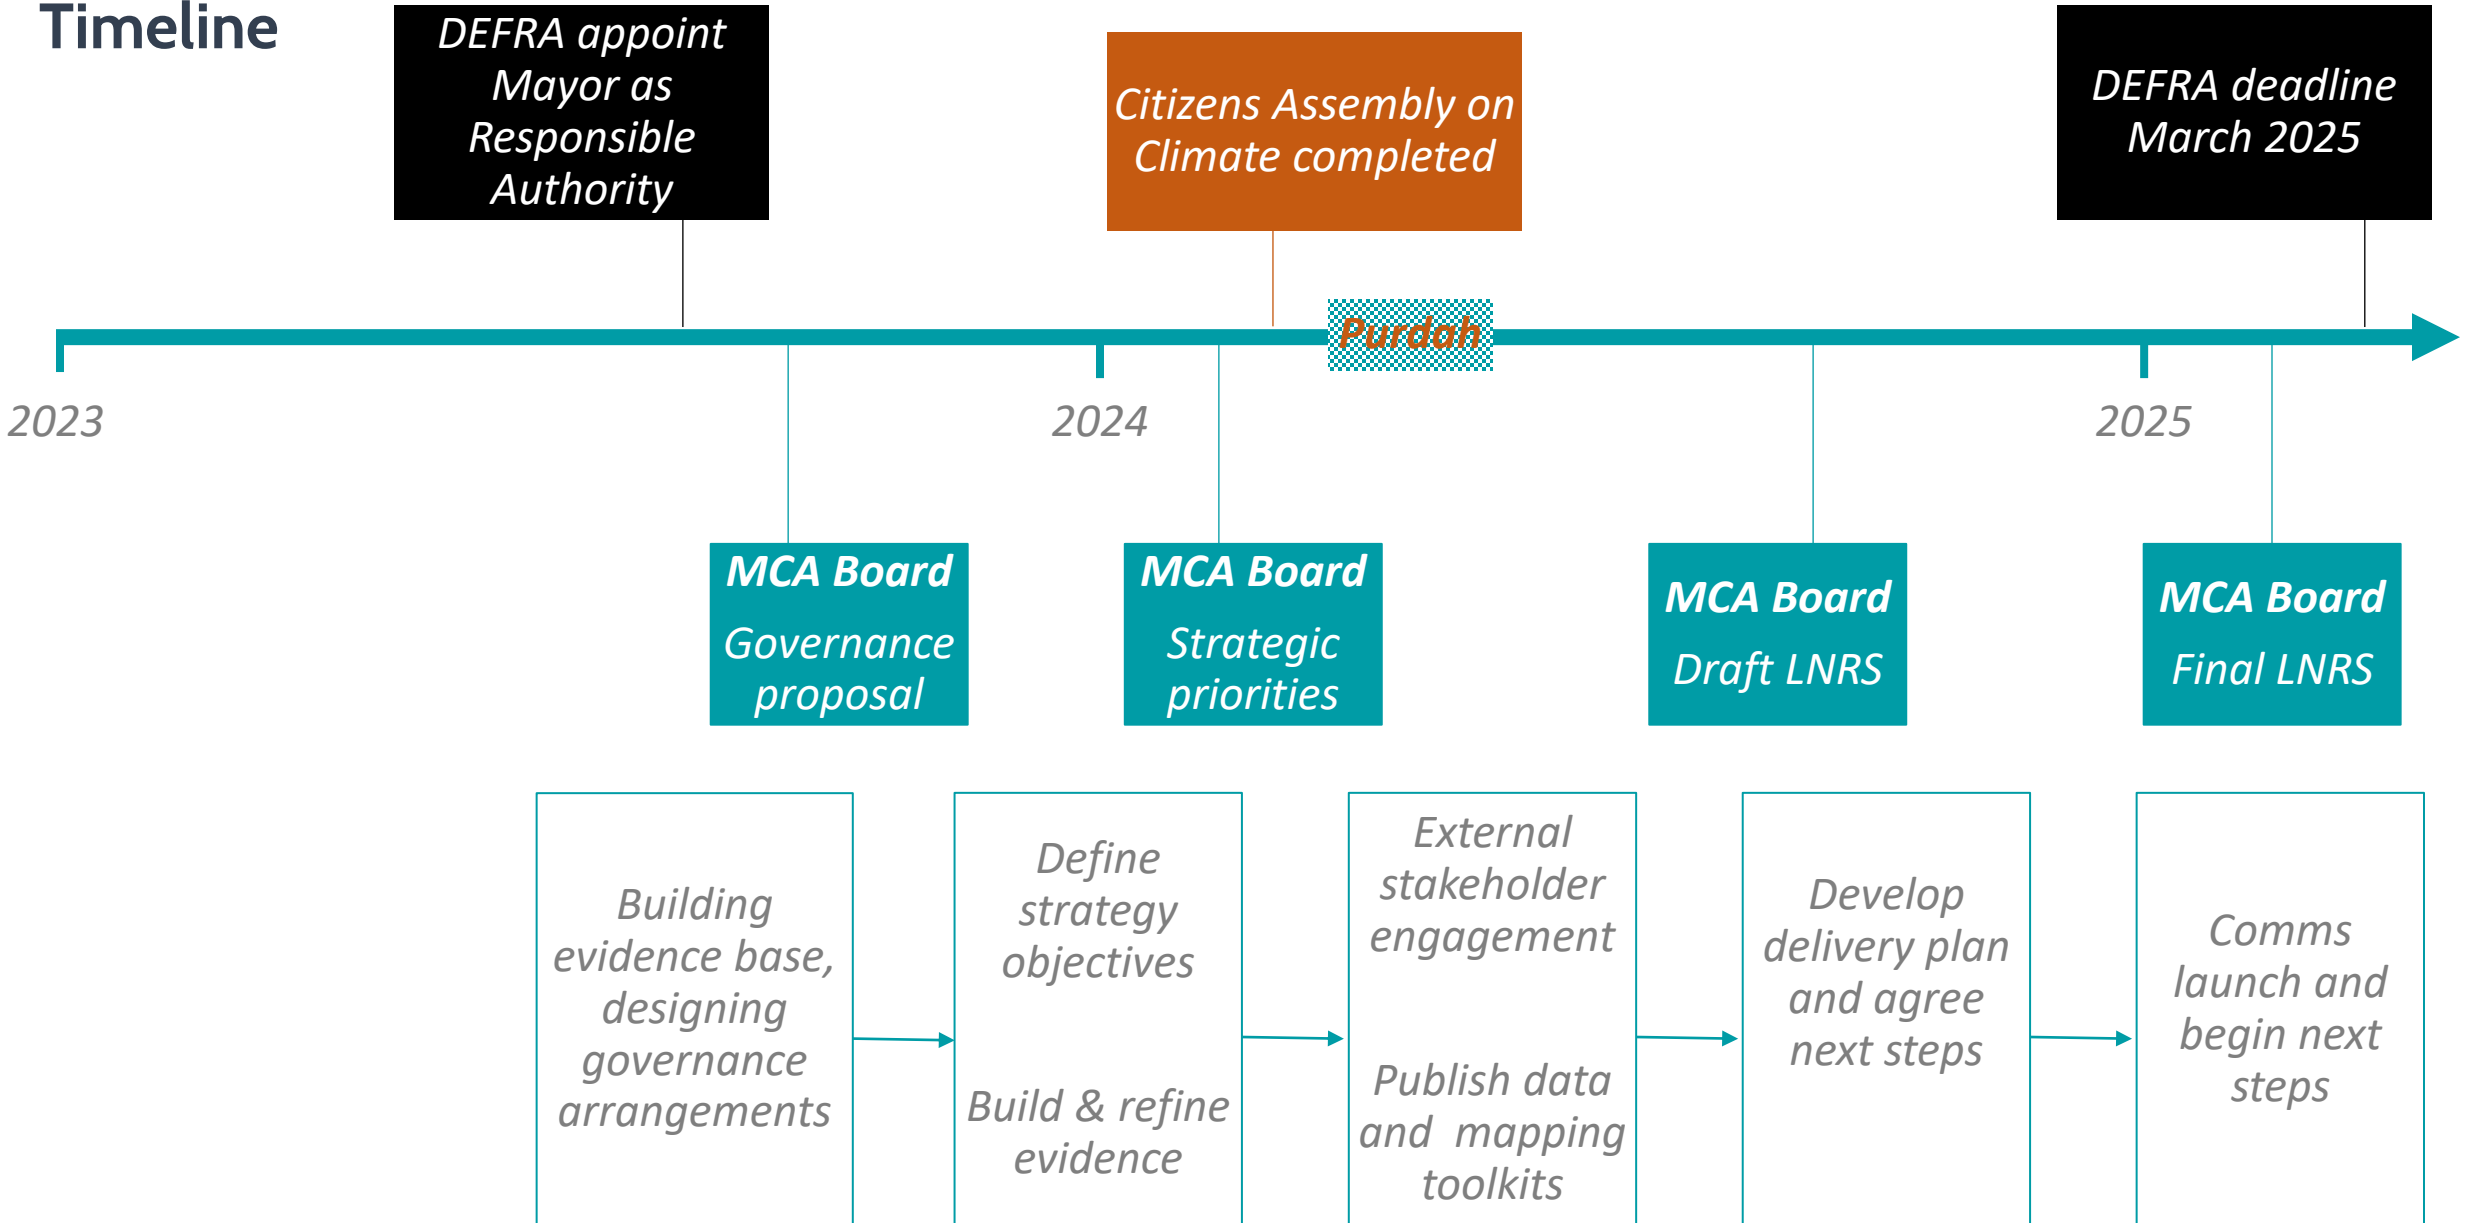 Timeline
DEFRA appoint
Mayor as
Responsible
Authority
Citizens Assembly on
Climate completed
DEFRA deadline
March 2025
Purdah
2023
2024
2025
MCA Board
Governance
proposal
MCA Board
Strategic
priorities
MCA Board
Draft LNRS
MCA Board
Final LNRS
Building
evidence base,
designing
governance
arrangements
Define
strategy
objectives
Build & refine
evidence
External
stakeholder
engagement
Publish data
and  mapping
toolkits
Develop
delivery plan
and agree
next steps
Comms
launch and
begin next
steps